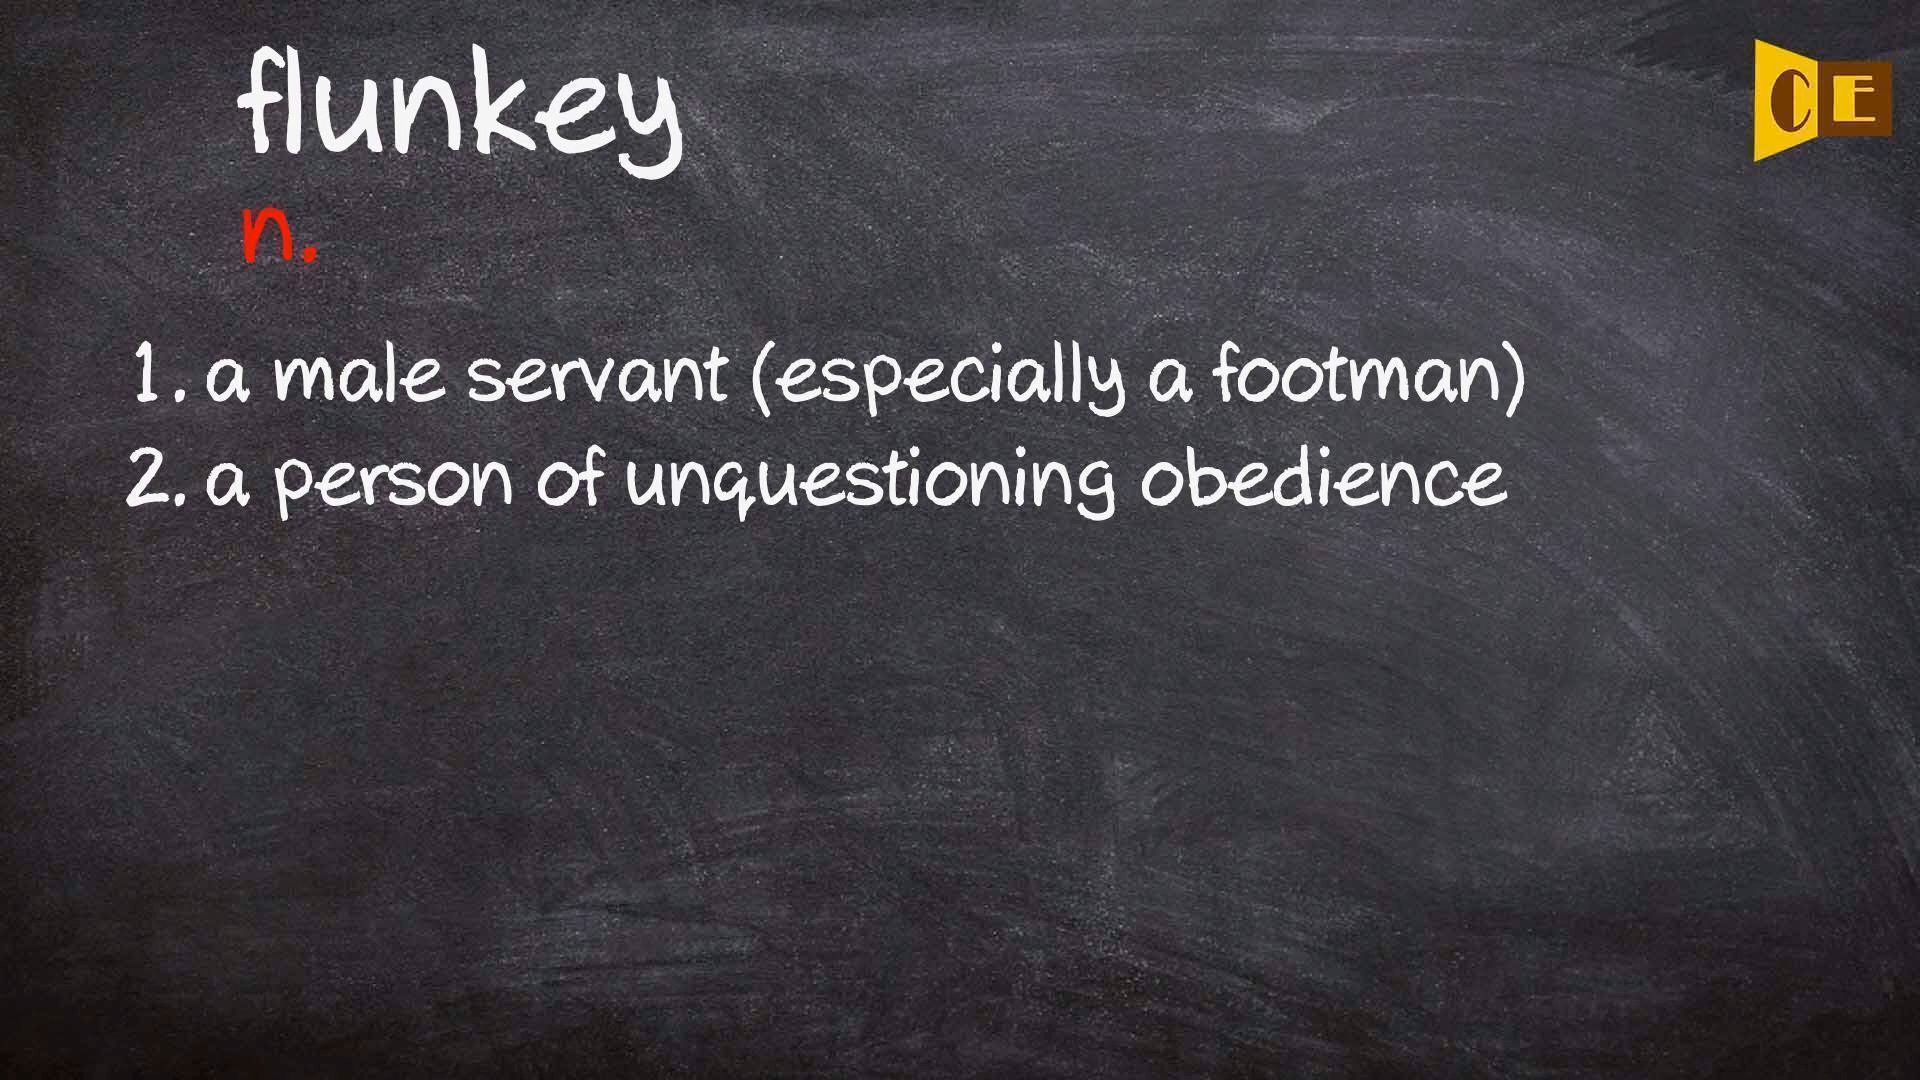 flunkey
CE
n.
1. a male servant (especially a footman)
2. a person of unquestioning obedience